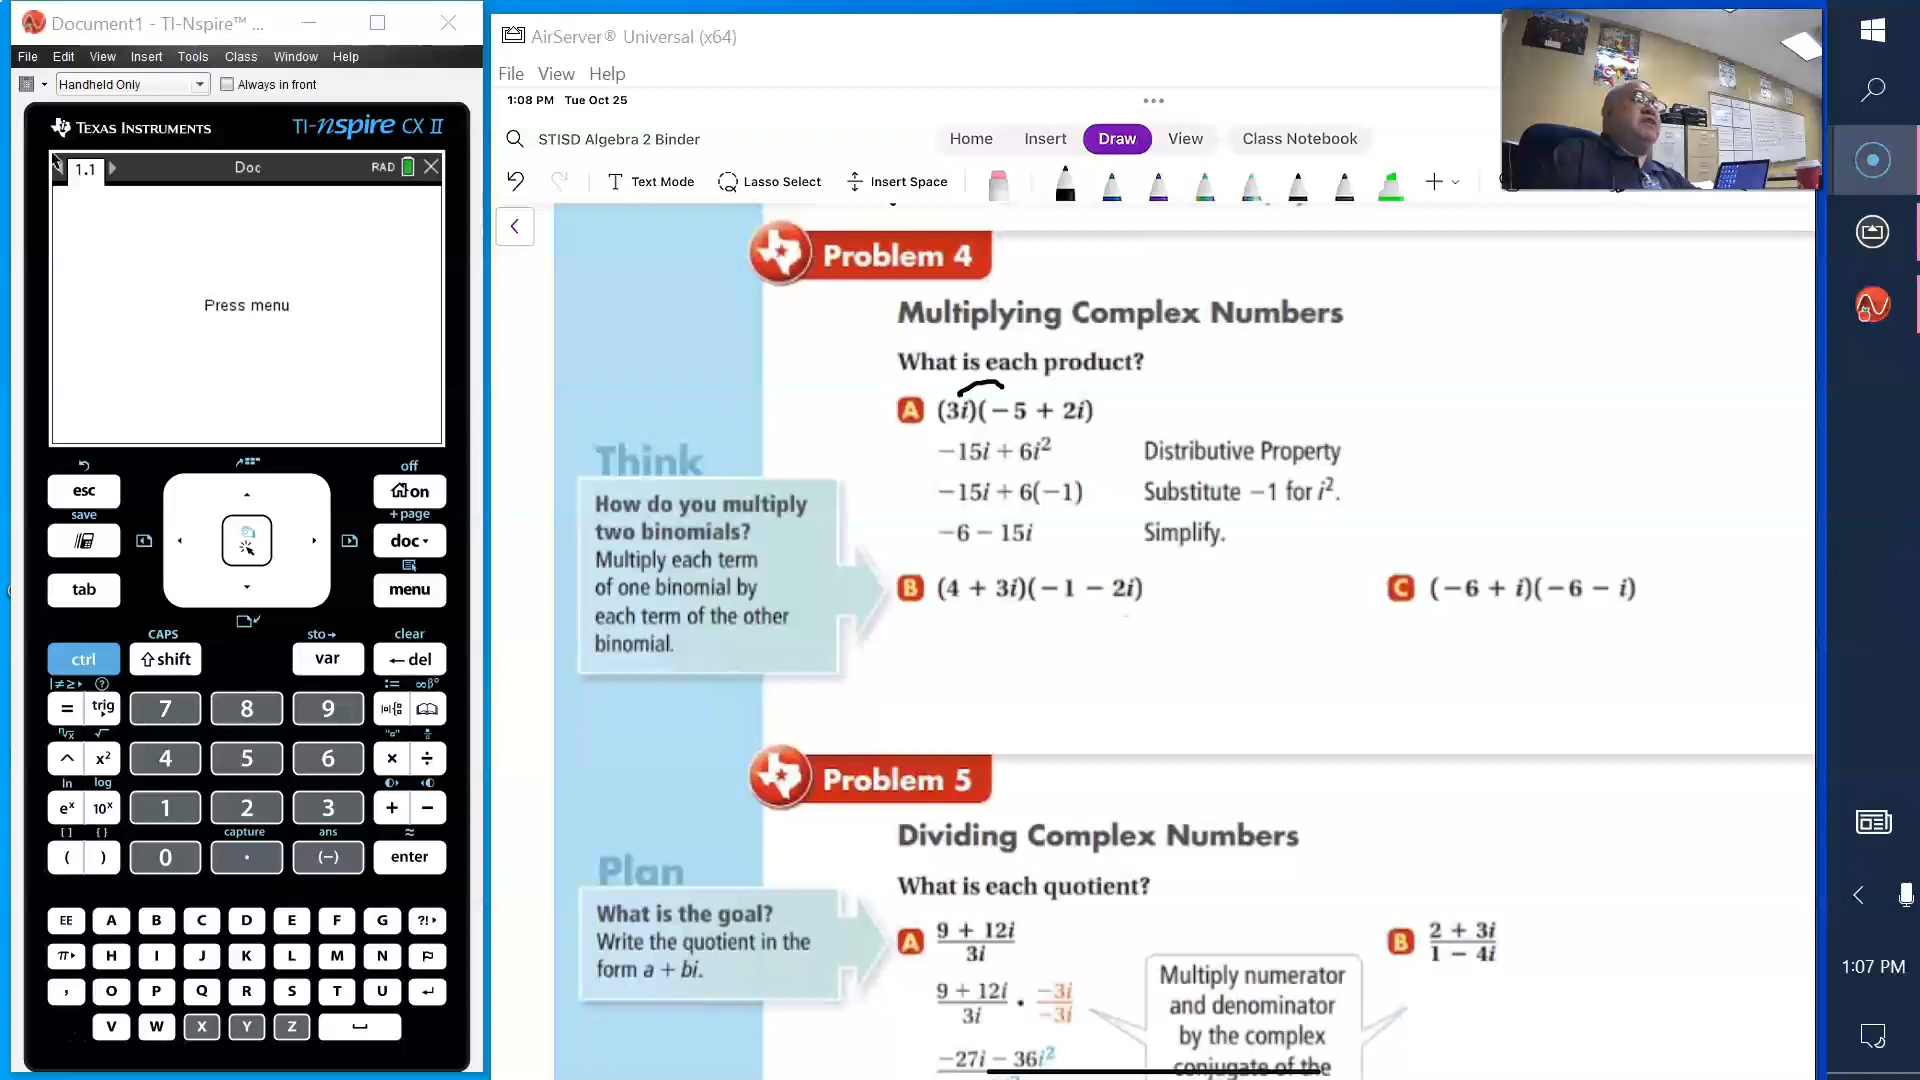 Document1 - TI-Nspire™ ...
File Edit View Insert Tools Class Window Help
Handheld Only Always in front
TEXAS INSTRUMENTS TI-nspire CX II
1.1 Doc RAD
Press menu
off
esc on
save + page
doc
tab menu
CAPS sto→ clear
ctrl ⇧shift var ←del
|≠≥▸ ? := ∞β°
= trig 7 8 9
ⁿ√x √
^ x² 4 5 6 × ÷
ln log
eˣ 10ˣ 1 2 3 + −
[ ] { } capture ans ≈
( ) 0 . (−) enter
EE A B C D E F G ?!▸
π▸ H I J K L M N
, O P Q R S T U ↵
V W X Y Z
AirServer® Universal (x64)
File View Help
1:08 PM Tue Oct 25
STISD Algebra 2 Binder Home Insert Draw View Class Notebook
Text Mode Lasso Select Insert Space
Problem 4
Multiplying Complex Numbers
What is each product?
A (3i)(−5 + 2i)
−15i + 6i² Distributive Property
−15i + 6(−1) Substitute −1 for i².
−6 − 15i Simplify.
B (4 + 3i)(−1 − 2i) C (−6 + i)(−6 − i)
Think
How do you multiply
two binomials?
Multiply each term
of one binomial by
each term of the other
binomial.
Problem 5
Dividing Complex Numbers
What is each quotient?
Plan
What is the goal?
Write the quotient in the
form a + bi.
A 9 + 12i
3i
B 2 + 3i
1 − 4i
9 + 12i • −3i
3i −3i
−27i − 36i²
Multiply numerator
and denominator
by the complex
conjugate of the
1:07 PM